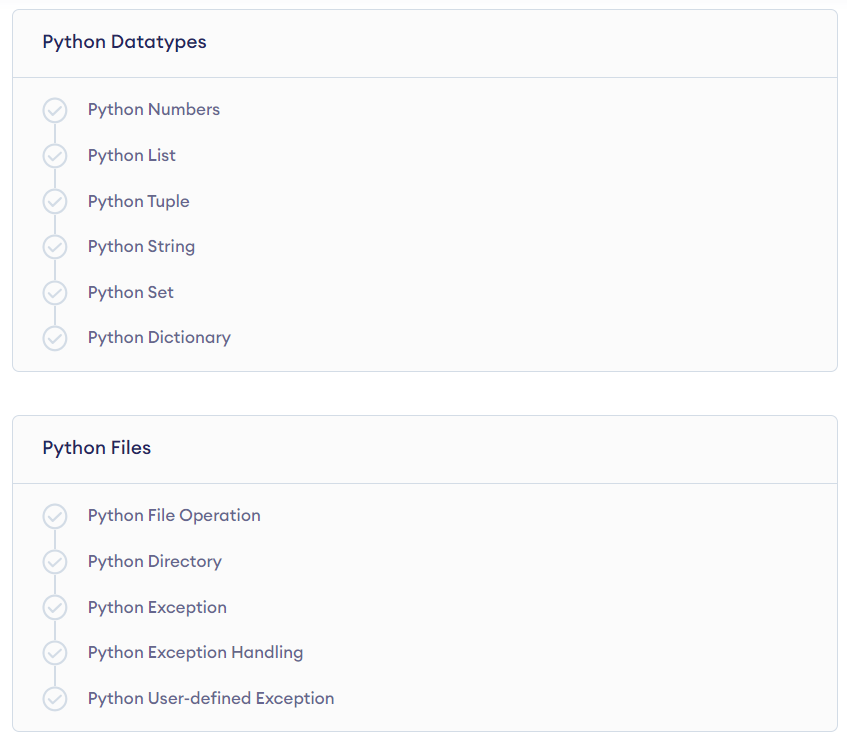 Python Datatypes
Python Numbers
Python List
Python Tuple
Python String
Python Set
Python Dictionary
Python Files
Python File Operation
Python Directory
Python Exception
Python Exception Handling
Python User-defined Exception